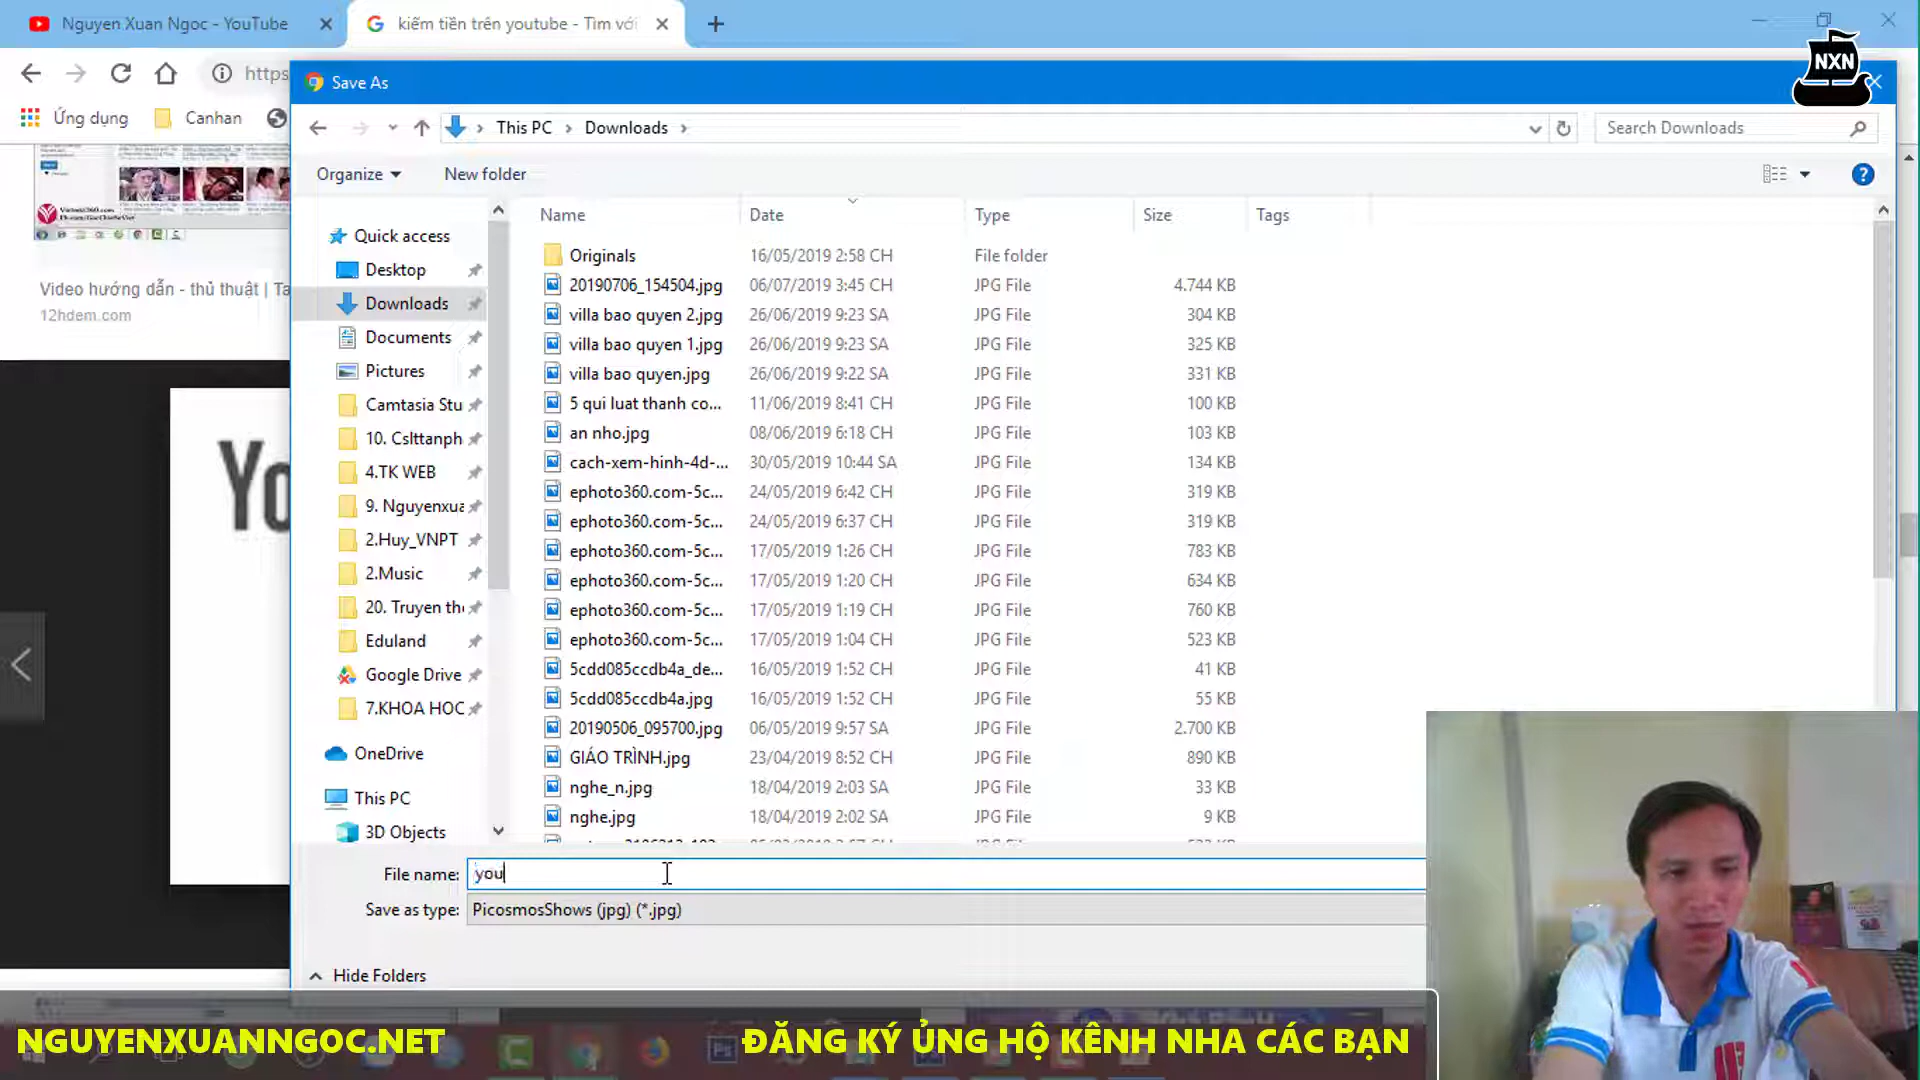 Nguyen Xuan Ngoc - YouTube
kiếm tiền trên youtube - Tìm với
NXN
https
Save As
Ứng dụng
Canhan
This PC
Downloads
Search Downloads
Organize
New folder
Name
Date
Type
Size
Tags
Quick access
Desktop
Downloads
Documents
Pictures
Camtasia Stu
10. Cslttanph
4.TK WEB
9. Nguyenxua
2.Huy_VNPT
2.Music
20. Truyen the
Eduland
Google Drive
7.KHOA HOC
OneDrive
This PC
3D Objects
Originals 16/05/2019 2:58 CH File folder
20190706_154504.jpg 06/07/2019 3:45 CH JPG File 4.744 KB
villa bao quyen 2.jpg 26/06/2019 9:23 SA JPG File 304 KB
villa bao quyen 1.jpg 26/06/2019 9:23 SA JPG File 325 KB
villa bao quyen.jpg 26/06/2019 9:22 SA JPG File 331 KB
5 qui luat thanh co... 11/06/2019 8:41 CH JPG File 100 KB
an nho.jpg 08/06/2019 6:18 CH JPG File 103 KB
cach-xem-hinh-4d-... 30/05/2019 10:44 SA JPG File 134 KB
ephoto360.com-5c... 24/05/2019 6:42 CH JPG File 319 KB
ephoto360.com-5c... 24/05/2019 6:37 CH JPG File 319 KB
ephoto360.com-5c... 17/05/2019 1:26 CH JPG File 783 KB
ephoto360.com-5c... 17/05/2019 1:20 CH JPG File 634 KB
ephoto360.com-5c... 17/05/2019 1:19 CH JPG File 760 KB
ephoto360.com-5c... 17/05/2019 1:04 CH JPG File 523 KB
5cdd085ccdb4a_de... 16/05/2019 1:52 CH JPG File 41 KB
5cdd085ccdb4a.jpg 16/05/2019 1:52 CH JPG File 55 KB
20190506_095700.jpg 06/05/2019 9:57 SA JPG File 2.700 KB
GIÁO TRÌNH.jpg 23/04/2019 8:52 CH JPG File 890 KB
nghe_n.jpg 18/04/2019 2:03 SA JPG File 33 KB
nghe.jpg 18/04/2019 2:02 SA JPG File 9 KB
Video hướng dẫn - thủ thuật | Ta
12hdem.com
Yo
File name: you
Save as type: PicosmosShows (jpg) (*.jpg)
Hide Folders
NGUYENXUANNGOC.NET
ĐĂNG KÝ ỦNG HỘ KÊNH NHA CÁC BẠN